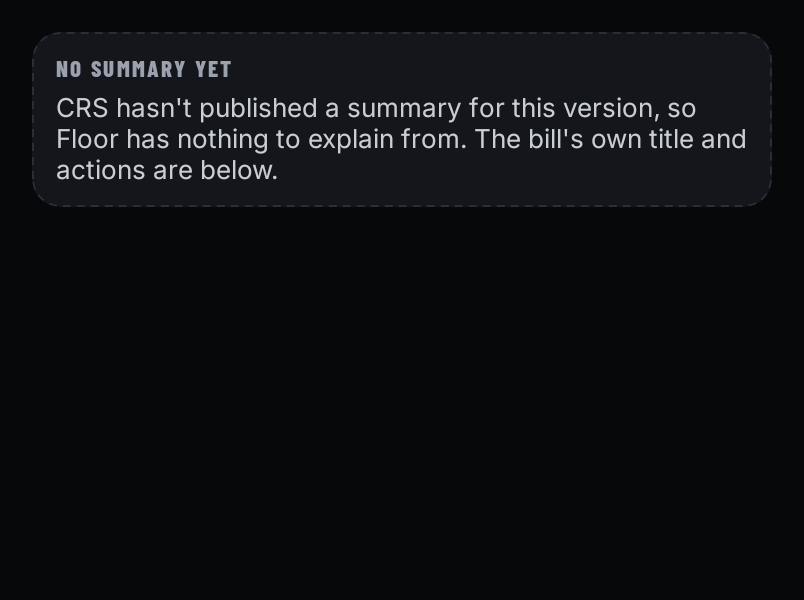 NO SUMMARY YET
CRS hasn't published a summary for this version, so
Floor has nothing to explain from. The bill's own title and
actions are below.